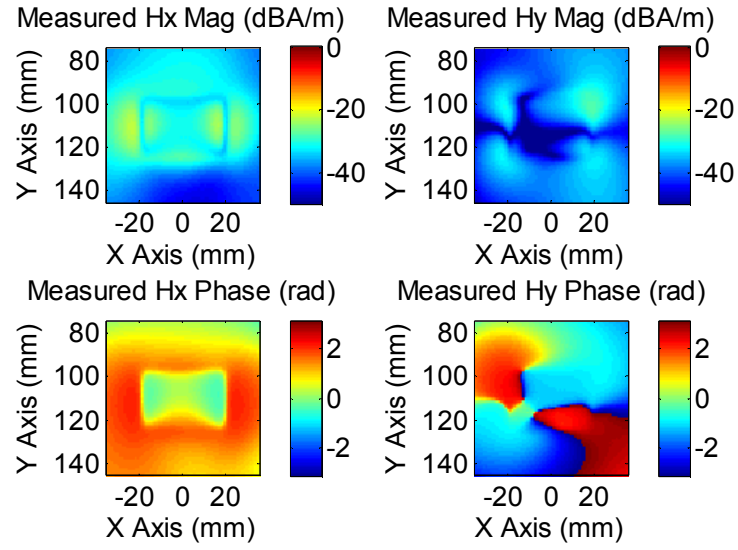 Measured Hx Mag (dBA/m)
Y Axis (mm)
80
100
120
140
-20 0 20
X Axis (mm)
0
-20
-40
Measured Hy Mag (dBA/m)
Y Axis (mm)
80
100
120
140
-20 0 20
X Axis (mm)
0
-20
-40
Measured Hx Phase (rad)
Y Axis (mm)
80
100
120
140
-20 0 20
X Axis (mm)
2
0
-2
Measured Hy Phase (rad)
Y Axis (mm)
80
100
120
140
-20 0 20
X Axis (mm)
2
0
-2